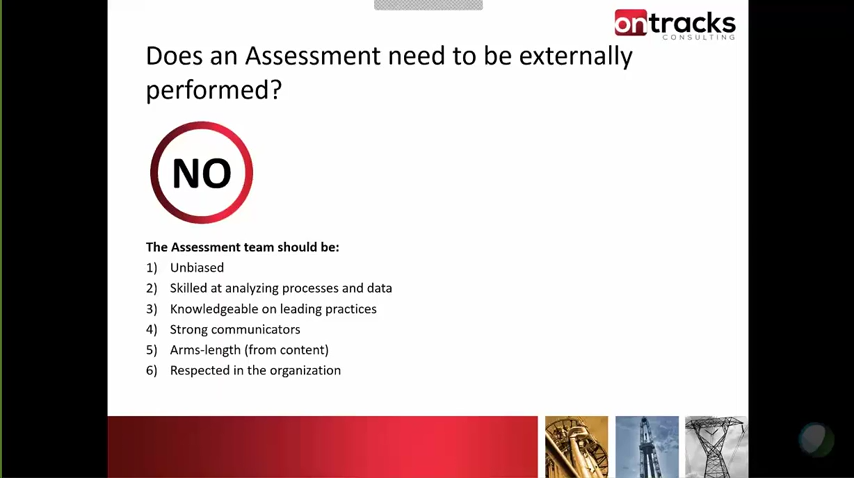 ontracks
CONSULTING
Does an Assessment need to be externally
performed?
NO
The Assessment team should be:
1) Unbiased
2) Skilled at analyzing processes and data
3) Knowledgeable on leading practices
4) Strong communicators
5) Arms-length (from content)
6) Respected in the organization